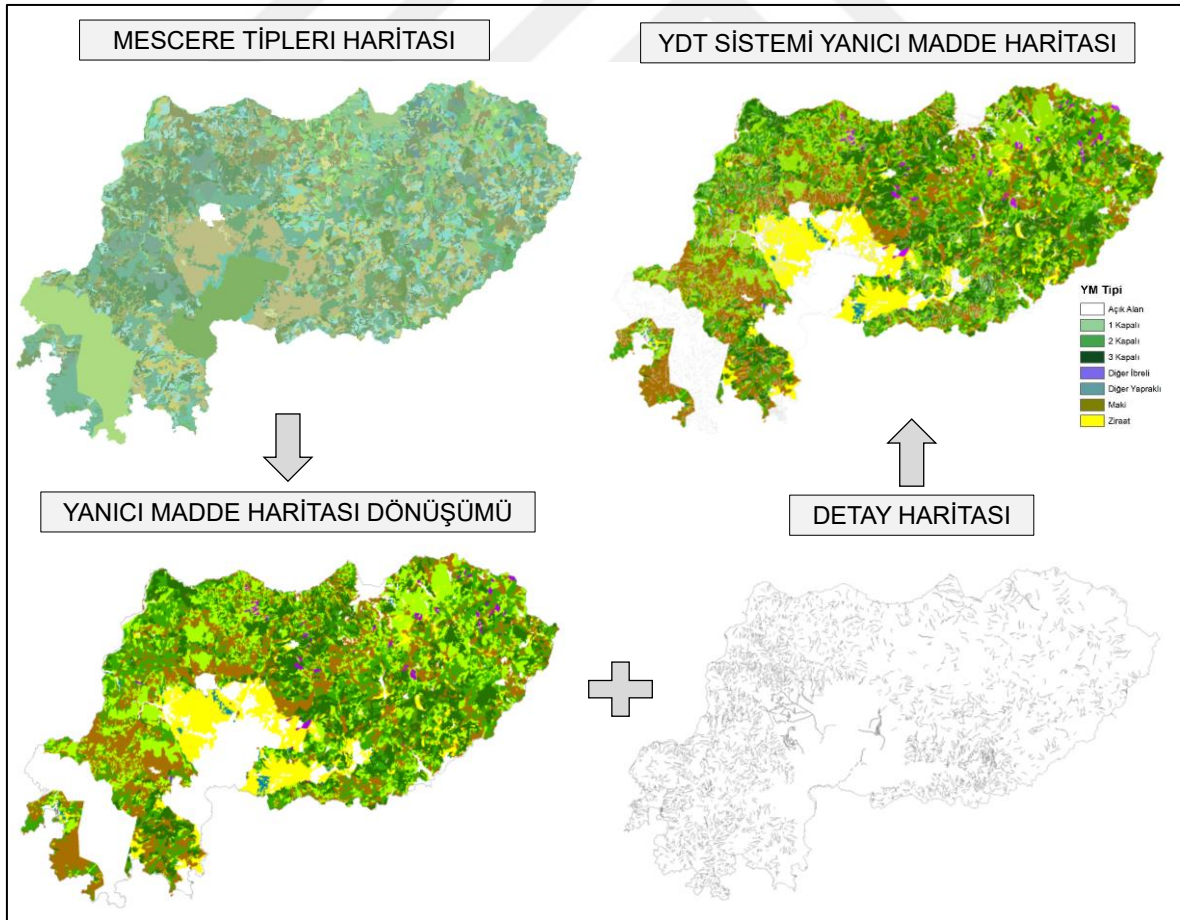 MESCERE TİPLERI HARİTASI
YDT SİSTEMİ YANICI MADDE HARİTASI
YM Tipi
Açık Alan
1 Kapalı
2 Kapalı
3 Kapalı
Diğer İbreli
Diğer Yapraklı
Maki
Ziraat
YANICI MADDE HARİTASI DÖNÜŞÜMÜ
DETAY HARİTASI